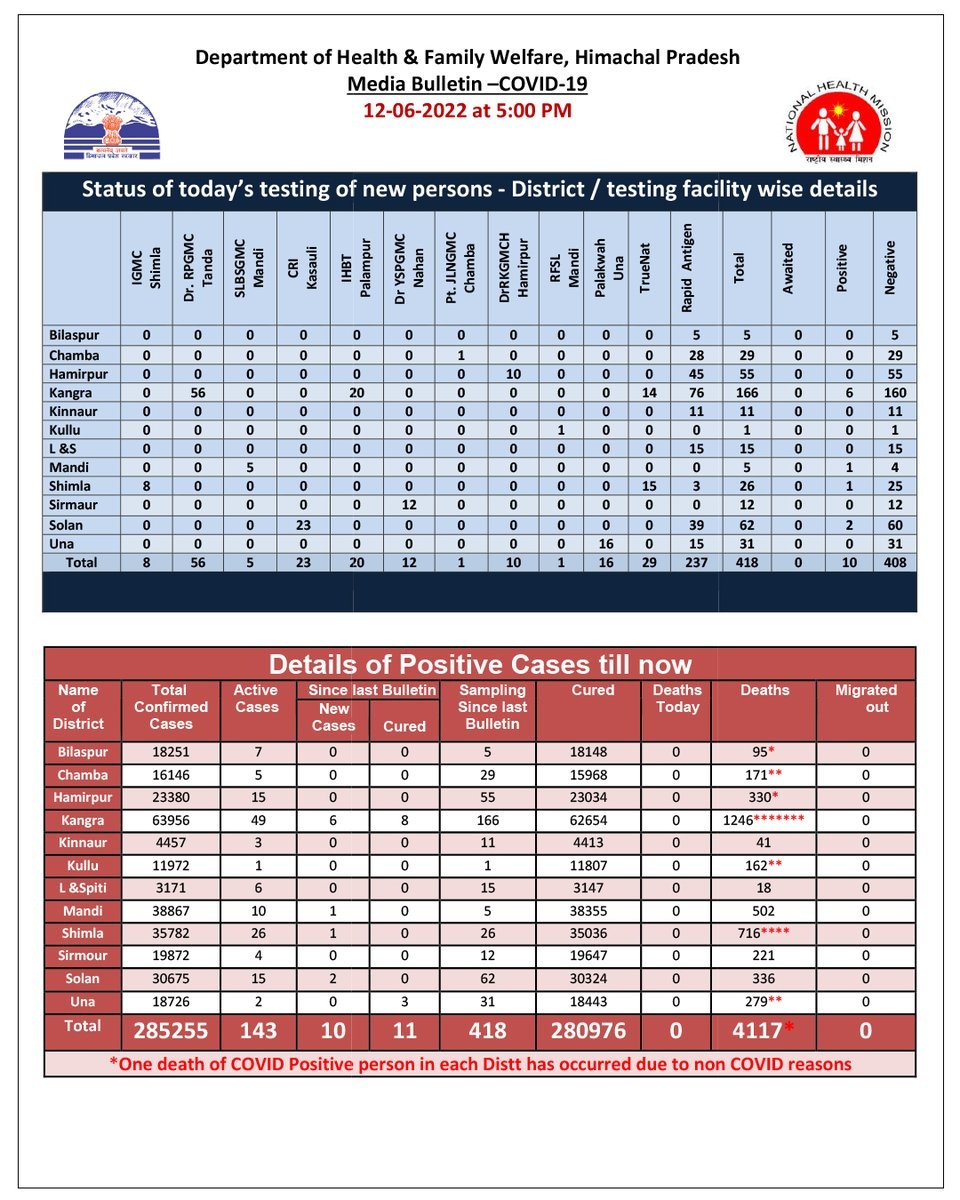 Department of Health & Family Welfare, Himachal Pradesh
Media Bulletin –COVID-19
12-06-2022 at 5:00 PM
NATIONAL HEALTH MISSION
राष्ट्रीय स्वास्थ्य मिशन
Status of today’s testing of new persons - District / testing facility wise details
IGMC Shimla Dr. RPGMC Tanda SLBSGMC Mandi CRI Kasauli IHBT Palampur Dr YSPGMC Nahan Pt. JLNGMC Chamba DrRKGMCH Hamirpur RFSL Mandi Palakwah Una TrueNat Rapid Antigen Total Awaited Positive Negative
Bilaspur 0 0 0 0 0 0 0 0 0 0 0 5 5 0 0 5
Chamba 0 0 0 0 0 0 1 0 0 0 0 28 29 0 0 29
Hamirpur 0 0 0 0 0 0 0 10 0 0 0 45 55 0 0 55
Kangra 0 56 0 0 20 0 0 0 0 0 14 76 166 0 6 160
Kinnaur 0 0 0 0 0 0 0 0 0 0 0 11 11 0 0 11
Kullu 0 0 0 0 0 0 0 0 1 0 0 0 1 0 0 1
L &S 0 0 0 0 0 0 0 0 0 0 0 15 15 0 0 15
Mandi 0 0 5 0 0 0 0 0 0 0 0 0 5 0 1 4
Shimla 8 0 0 0 0 0 0 0 0 0 15 3 26 0 1 25
Sirmaur 0 0 0 0 0 12 0 0 0 0 0 0 12 0 0 12
Solan 0 0 0 23 0 0 0 0 0 0 0 39 62 0 2 60
Una 0 0 0 0 0 0 0 0 0 16 0 15 31 0 0 31
Total 8 56 5 23 20 12 1 10 1 16 29 237 418 0 10 408
Details of Positive Cases till now
Name of District Total Confirmed Cases Active Cases Since last Bulletin New Cases Cured Sampling Since last Bulletin Cured Deaths Today Deaths Migrated out
Bilaspur 18251 7 0 0 5 18148 0 95* 0
Chamba 16146 5 0 0 29 15968 0 171** 0
Hamirpur 23380 15 0 0 55 23034 0 330* 0
Kangra 63956 49 6 8 166 62654 0 1246******* 0
Kinnaur 4457 3 0 0 11 4413 0 41 0
Kullu 11972 1 0 0 1 11807 0 162** 0
L &Spiti 3171 6 0 0 15 3147 0 18 0
Mandi 38867 10 1 0 5 38355 0 502 0
Shimla 35782 26 1 0 26 35036 0 716**** 0
Sirmour 19872 4 0 0 12 19647 0 221 0
Solan 30675 15 2 0 62 30324 0 336 0
Una 18726 2 0 3 31 18443 0 279** 0
Total 285255 143 10 11 418 280976 0 4117* 0
*One death of COVID Positive person in each Distt has occurred due to non COVID reasons